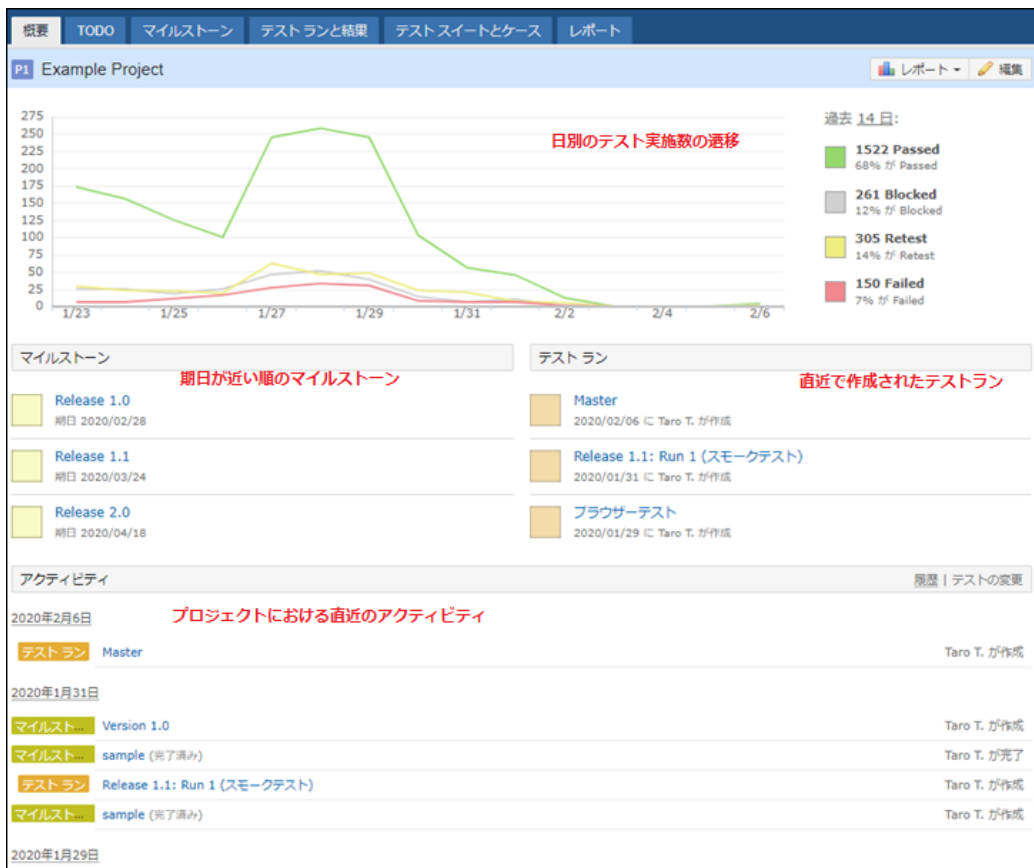 概要 TODO マイルストーン テスト ランと結果 テスト スイートとケース レポート
P1 Example Project レポート 編集
過去 14 日:
275
250
225
200
175
150
125
100
75
50
25
0
1/23 1/25 1/27 1/29 1/31 2/2 2/4 2/6
日別のテスト実施数の遷移
1522 Passed
68% が Passed
261 Blocked
12% が Blocked
305 Retest
14% が Retest
150 Failed
7% が Failed
マイルストーン
期日が近い順のマイルストーン
Release 1.0
期日 2020/02/28
Release 1.1
期日 2020/03/24
Release 2.0
期日 2020/04/18
テスト ラン
直近で作成されたテストラン
Master
2020/02/06 に Taro T. が作成
Release 1.1: Run 1 (スモークテスト)
2020/01/31 に Taro T. が作成
ブラウザーテスト
2020/01/29 に Taro T. が作成
アクティビティ 履歴 | テストの変更
プロジェクトにおける直近のアクティビティ
2020年2月6日
テスト ラン Master Taro T. が作成
2020年1月31日
マイルスト... Version 1.0 Taro T. が作成
マイルスト... sample (完了済み) Taro T. が完了
テスト ラン Release 1.1: Run 1 (スモークテスト) Taro T. が作成
マイルスト... sample (完了済み) Taro T. が作成
2020年1月29日